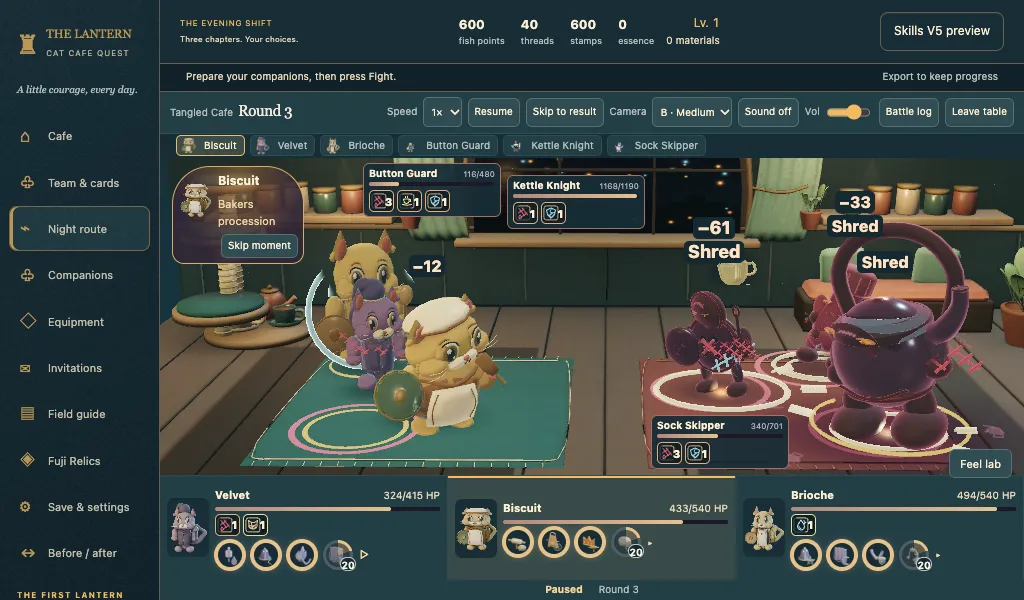 THE LANTERN
CAT CAFE QUEST
A little courage, every day.
Cafe
Team & cards
Night route
Companions
Equipment
Invitations
Field guide
Fuji Relics
Save & settings
Before / after
THE FIRST LANTERN
THE EVENING SHIFT
Three chapters. Your choices.
600 fish points
40 threads
600 stamps
0 essence
Lv. 1
0 materials
Skills V5 preview
Prepare your companions, then press Fight.
Export to keep progress
Tangled Cafe Round 3
Speed 1x Resume Skip to result Camera B · Medium Sound off Vol Battle log Leave table
Biscuit Velvet Brioche Button Guard Kettle Knight Sock Skipper
Biscuit
Bakers
procession
Skip moment
Button Guard 116/480
3 1 1
Kettle Knight 1168/1190
1 1
−12
−61
Shred
−33
Shred
Shred
Sock Skipper 340/701
3 1
Feel lab
Velvet 324/415 HP
1 1
20
Biscuit 433/540 HP
20
Brioche 494/540 HP
1
20
Paused Round 3